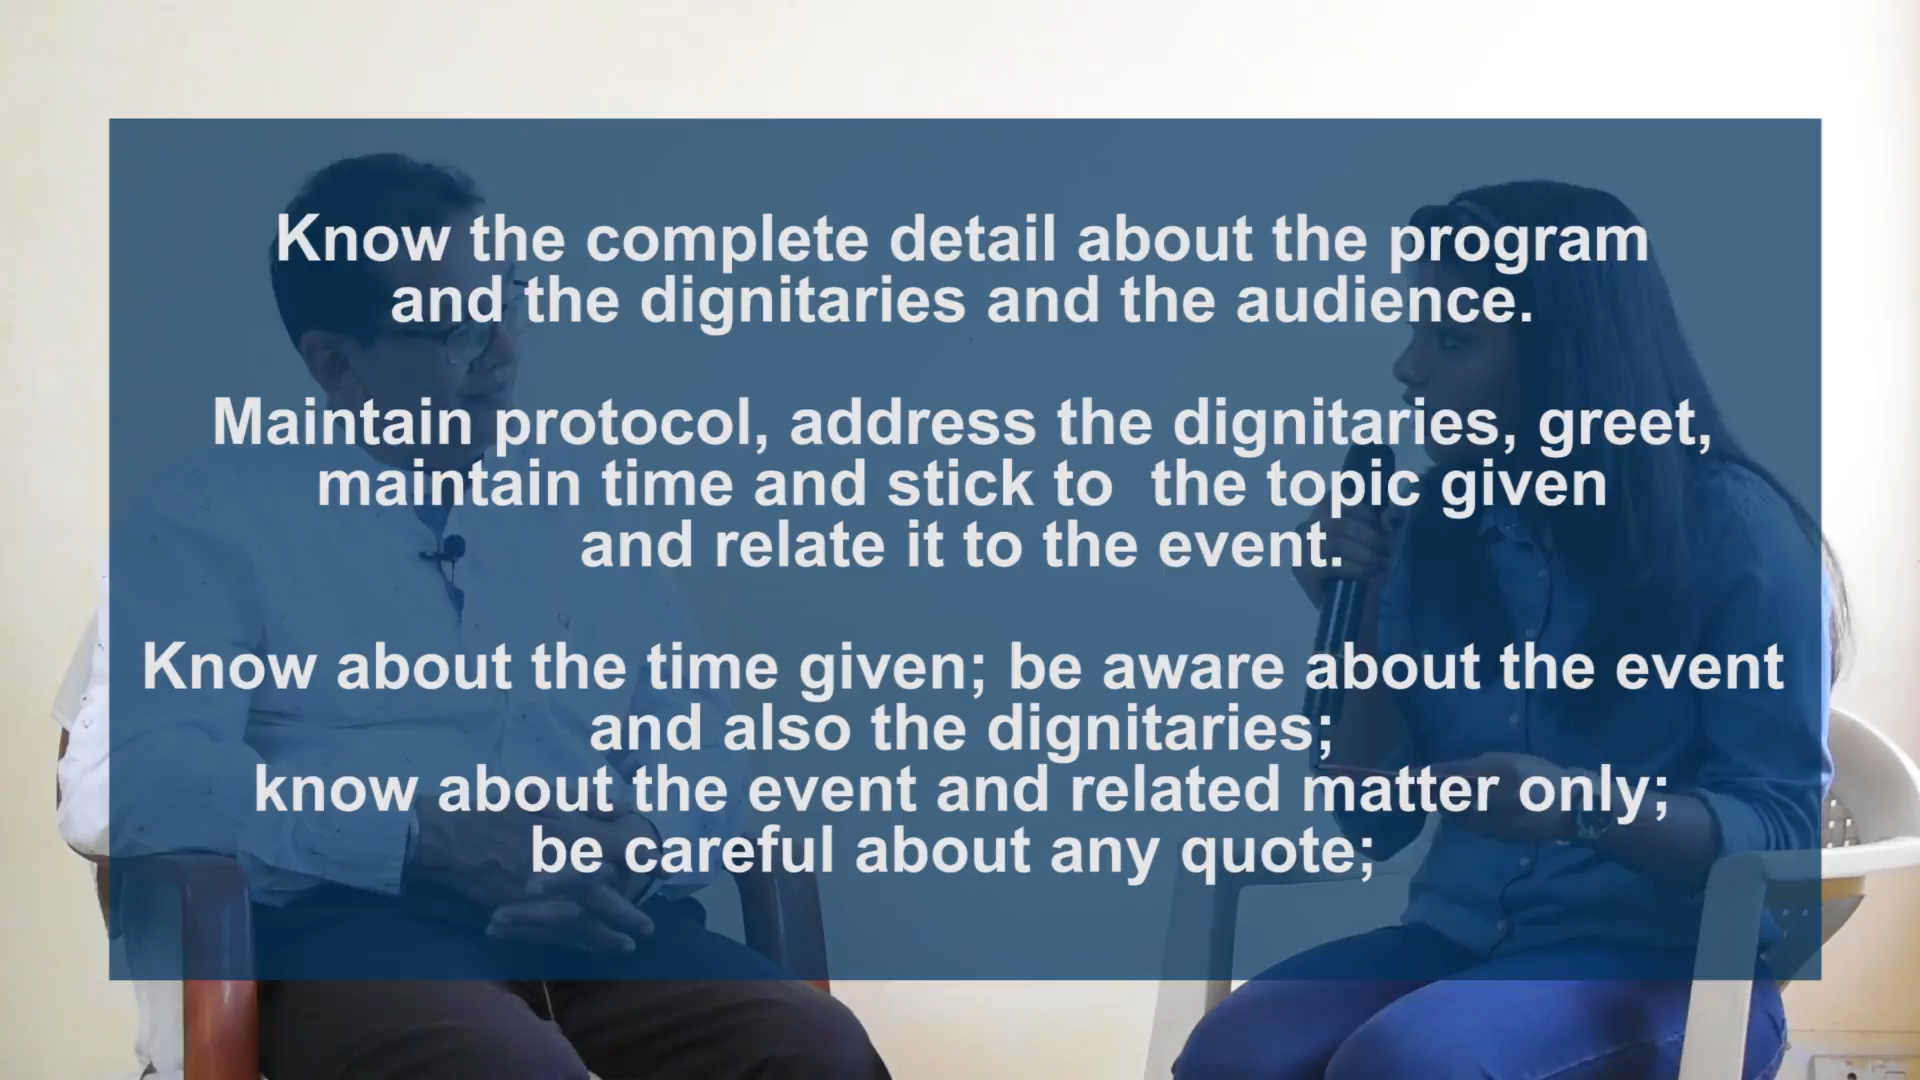 Know the complete detail about the program
and the dignitaries and the audience.
Maintain protocol, address the dignitaries, greet,
maintain time and stick to  the topic given
and relate it to the event.
Know about the time given; be aware about the event
and also the dignitaries;
know about the event and related matter only;
be careful about any quote;